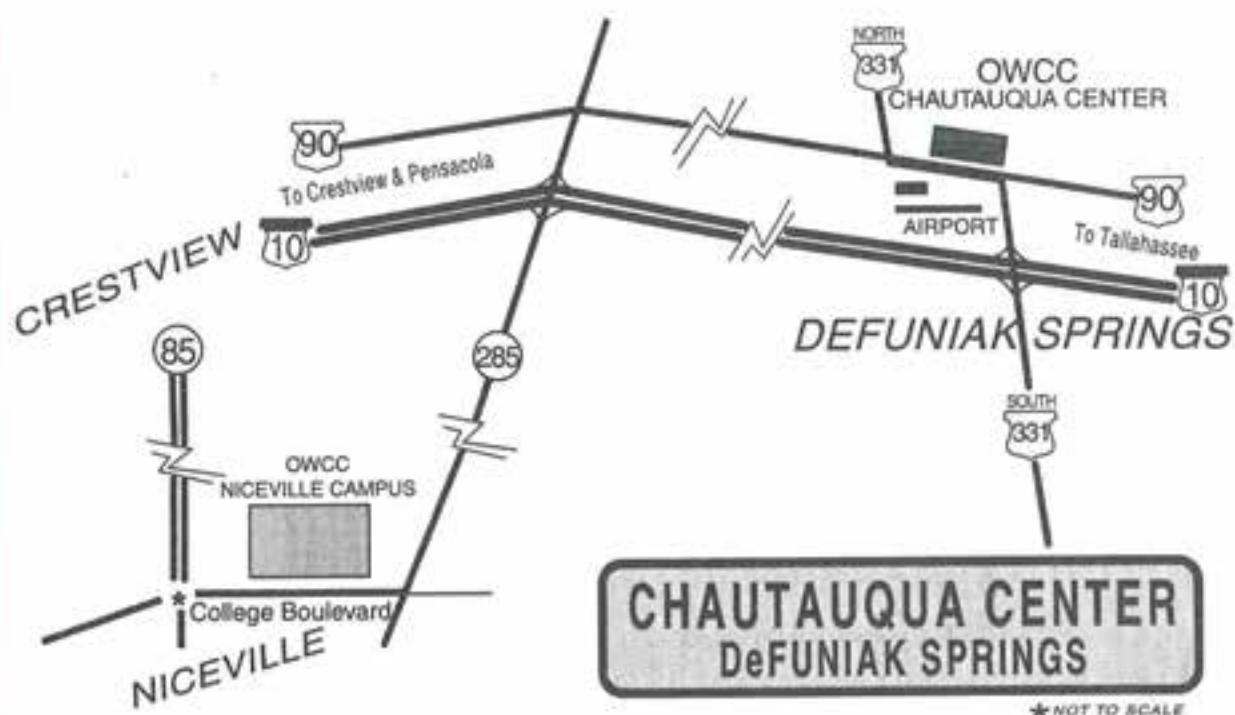 NORTH
331
OWCC
CHAUTAUQUA CENTER
90
To Crestview & Pensacola
90
AIRPORT
To Tallahassee
CRESTVIEW
10
10
DEFUNIAK SPRINGS
85
285
SOUTH
331
OWCC
NICEVILLE CAMPUS
College Boulevard
NICEVILLE
CHAUTAUQUA CENTER
DeFUNIAK SPRINGS
* NOT TO SCALE